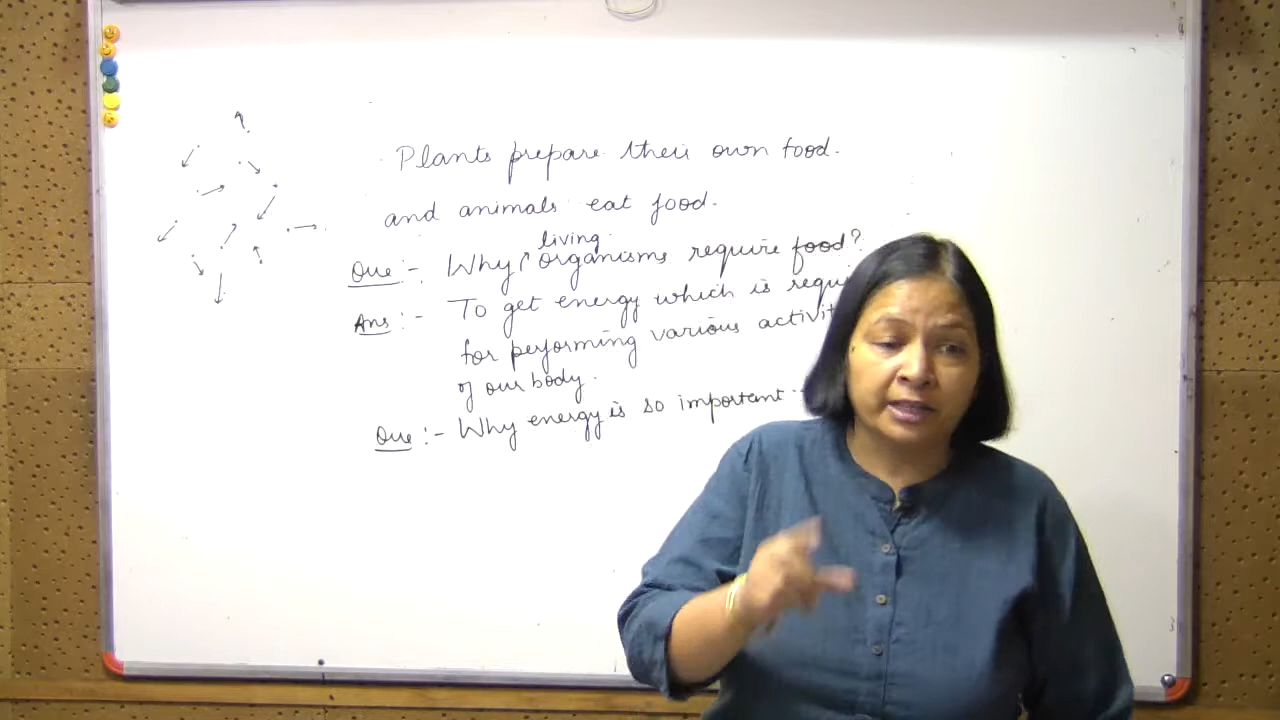 Plants prepare their own food.
and animals eat food.
living
Que :- Why organisms require food?
Ans :- To get energy which is
for performing various
of our body.
Que :- Why energy is so important